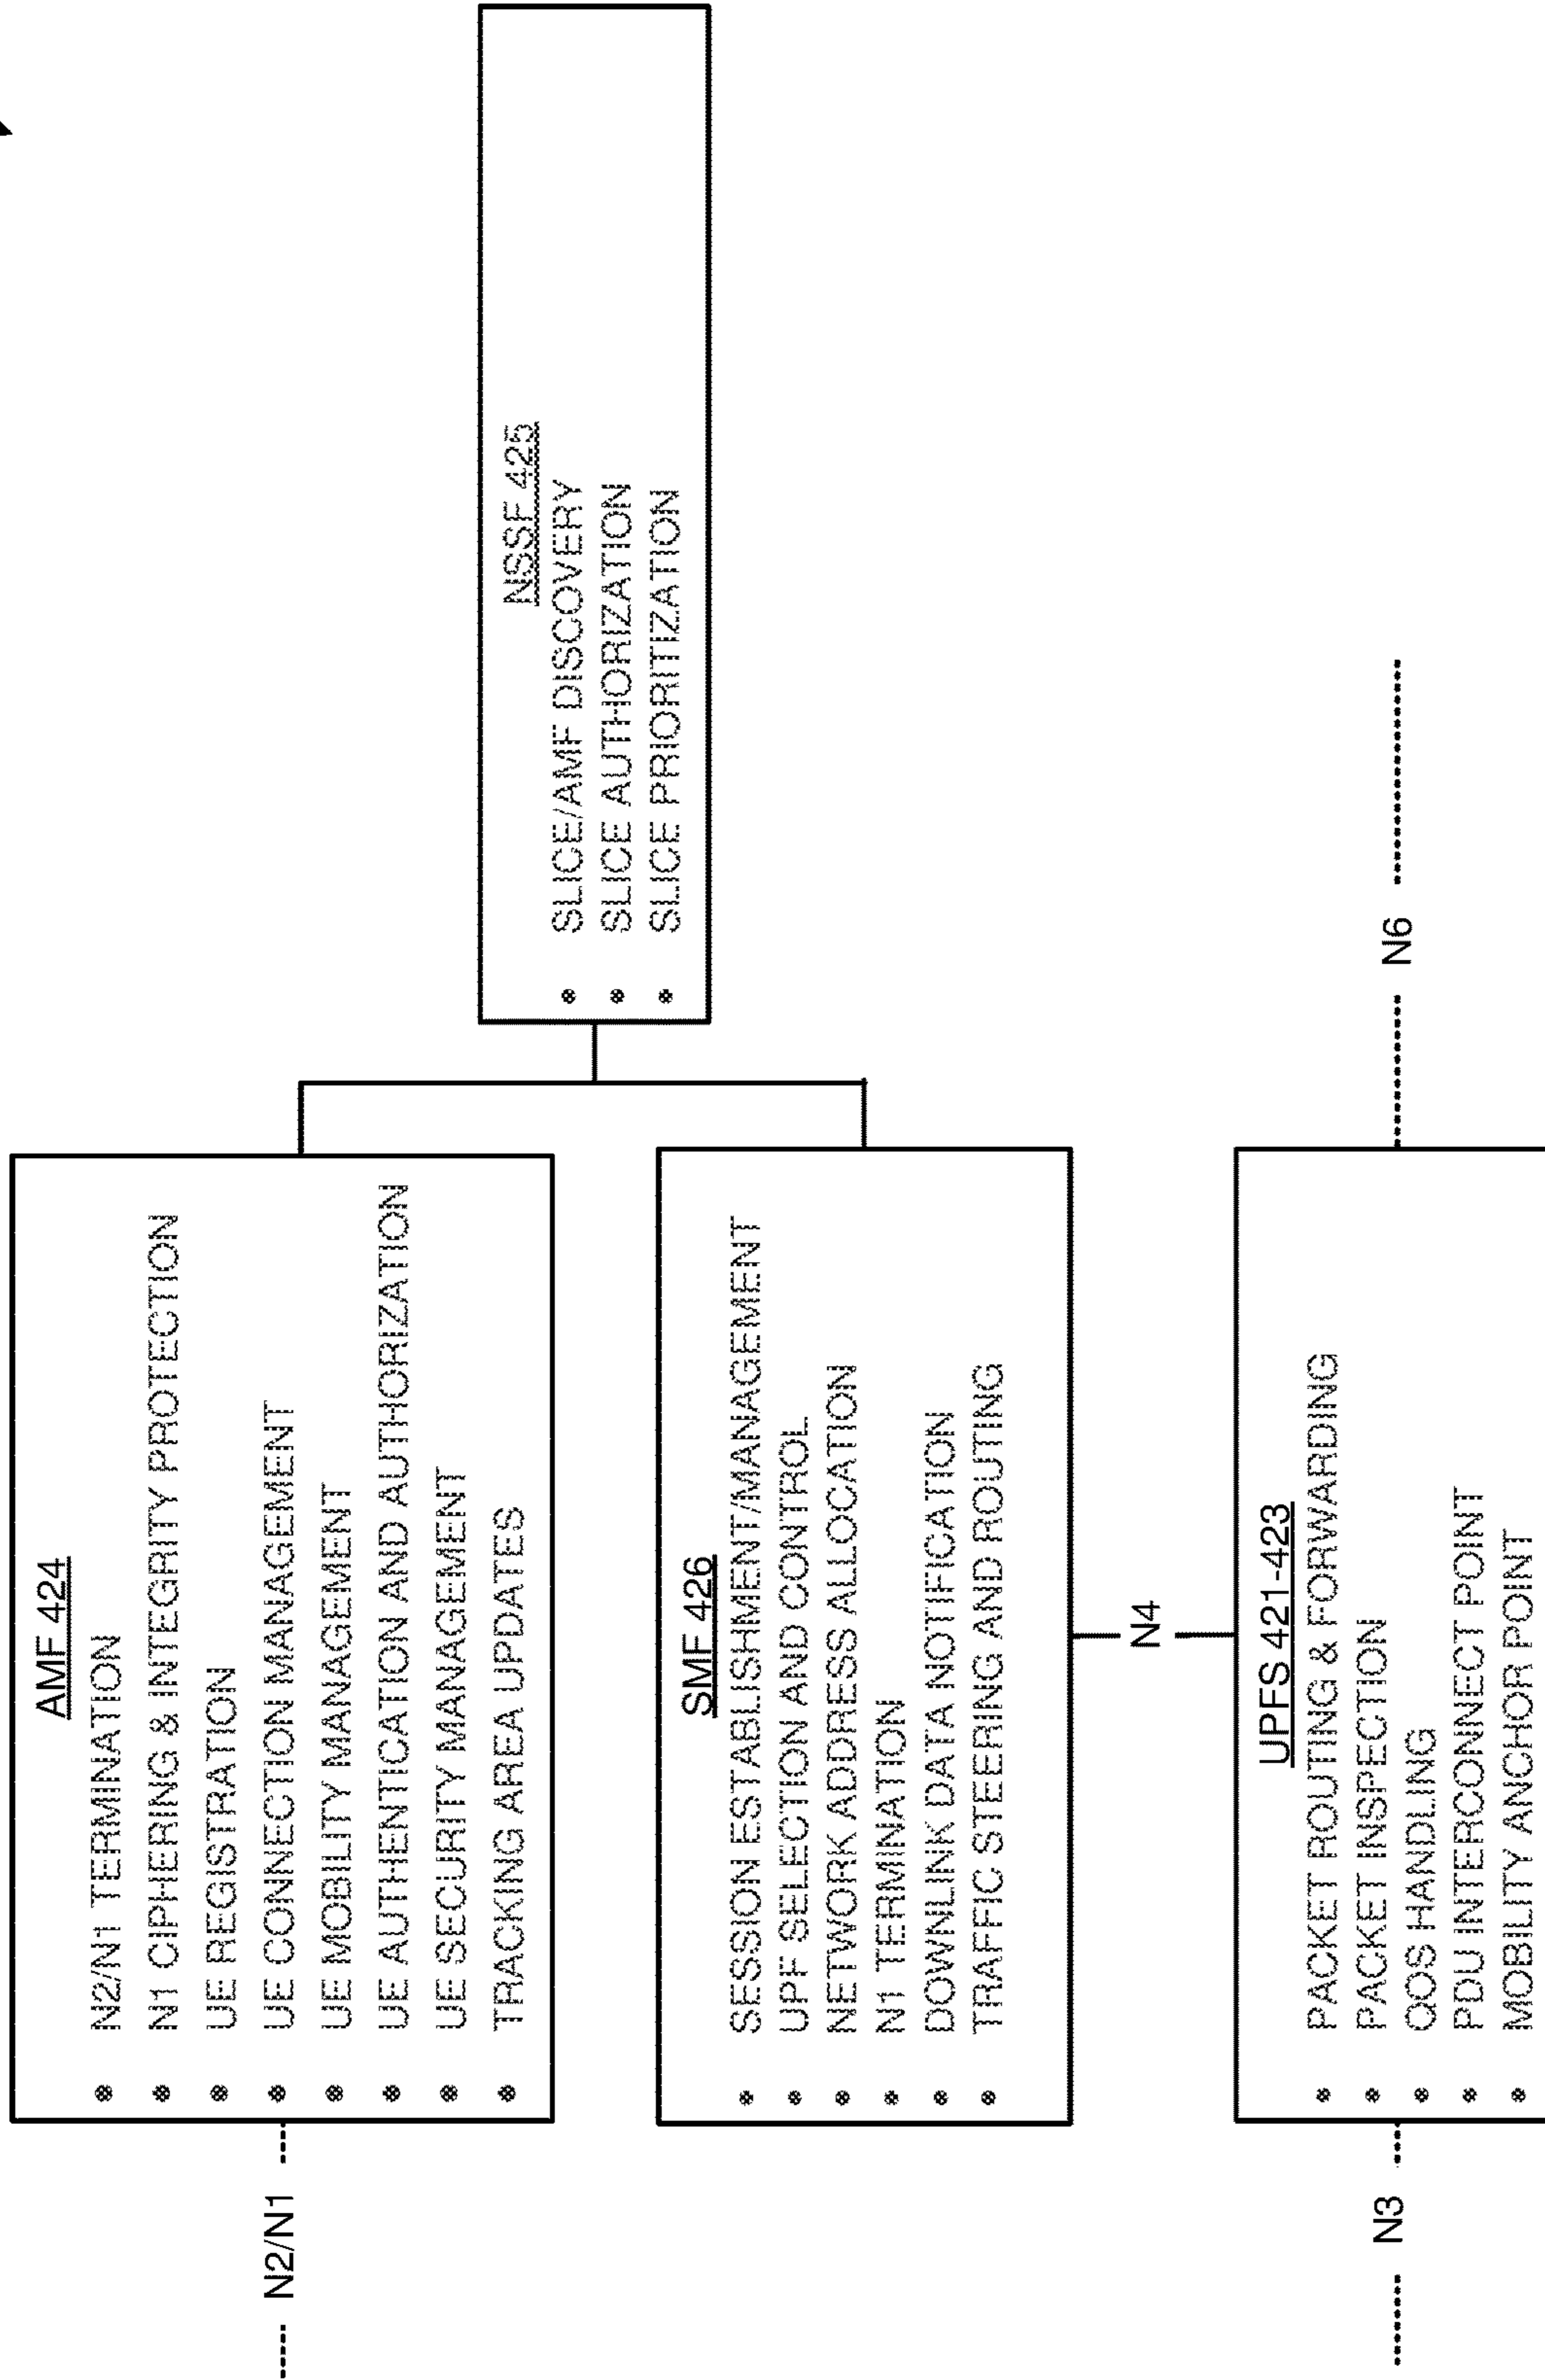 AMF 424
• N2/N1 TERMINATION
• N1 CIPHERING & INTEGRITY PROTECTION
• UE REGISTRATION
• UE CONNECTION MANAGEMENT
• UE MOBILITY MANAGEMENT
• UE AUTHENTICATION AND AUTHORIZATION
• UE SECURITY MANAGEMENT
• TRACKING AREA UPDATES
N2/N1
NSSF 425
• SLICE/AMF DISCOVERY
• SLICE AUTHORIZATION
• SLICE PRIORITIZATION
SMF 426
• SESSION ESTABLISHMENT/MANAGEMENT
• UPF SELECTION AND CONTROL
• NETWORK ADDRESS ALLOCATION
• N1 TERMINATION
• DOWNLINK DATA NOTIFICATION
• TRAFFIC STEERING AND ROUTING
N4
UPFS 421-423
• PACKET ROUTING & FORWARDING
• PACKET INSPECTION
• QOS HANDLING
• PDU INTERCONNECT POINT
• MOBILITY ANCHOR POINT
N3
N6